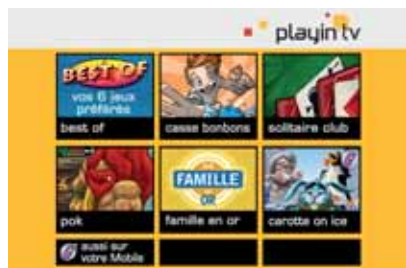 playin tv
BEST OF
vos 6 jeux
préférés
best of
casse bonbons
solitaire club
FAMILLE
OR
pok
famille en or
carotte on ice
aussi sur
votre Mobile